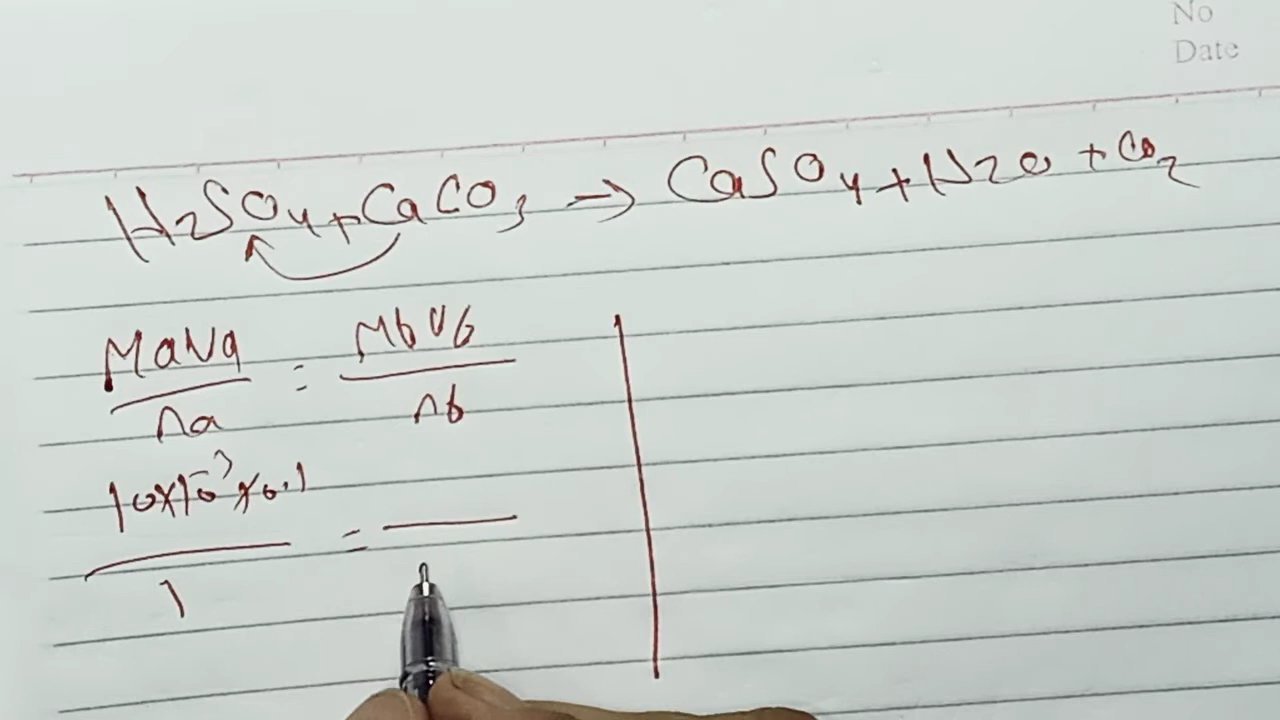 No
Date
H2SO4 + CaCO3 → CaSO4 + H2O + CO2
MaVa = MbVb
na nb
10×10⁻³×0.1 =
1